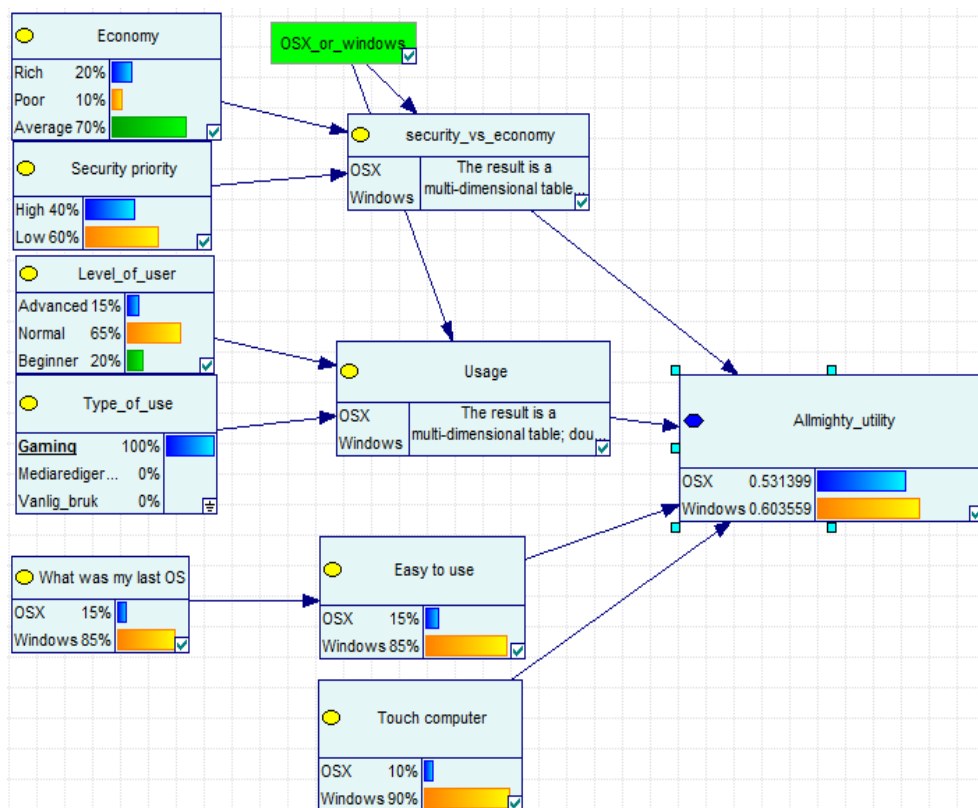 Economy
Rich 20%
Poor 10%
Average 70%
OSX_or_windows
Security priority
High 40%
Low 60%
security_vs_economy
OSX
Windows
The result is a
multi-dimensional table...
Level_of_user
Advanced 15%
Normal 65%
Beginner 20%
Type_of_use
Gaming 100%
Mediarediger... 0%
Vanlig_bruk 0%
Usage
OSX
Windows
The result is a
multi-dimensional table; dou...
Allmighty_utility
OSX 0.531399
Windows 0.603559
What was my last OS
OSX 15%
Windows 85%
Easy to use
OSX 15%
Windows 85%
Touch computer
OSX 10%
Windows 90%